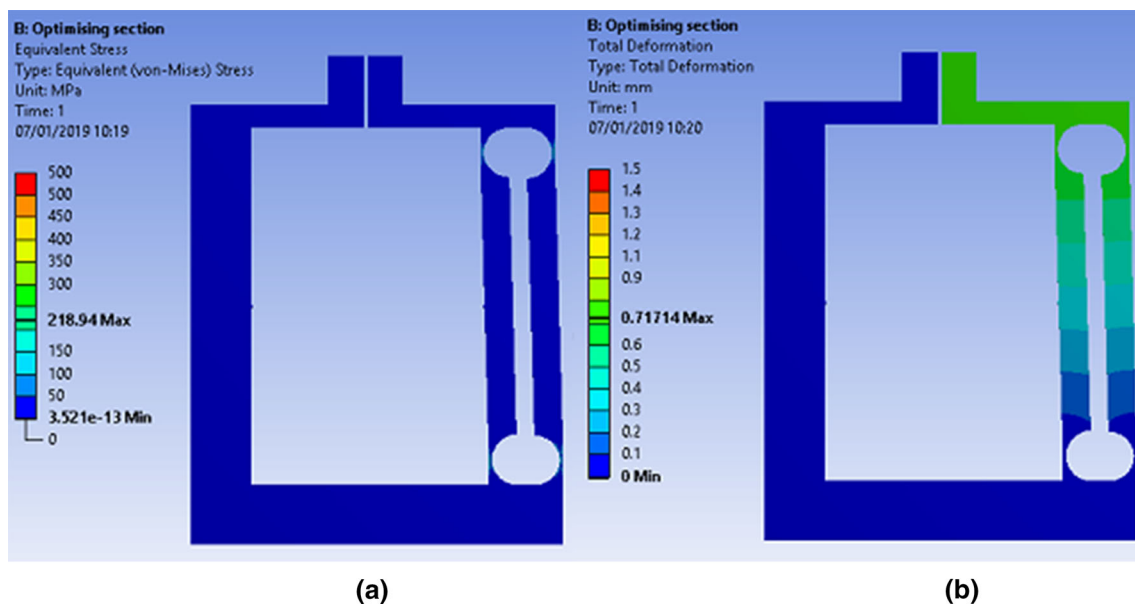 B: Optimising section
Equivalent Stress
Type: Equivalent (von-Mises) Stress
Unit: MPa
Time: 1
07/01/2019 10:19
500
500
450
400
350
300
218.94 Max
150
100
50
3.521e-13 Min
0
(a)
B: Optimising section
Total Deformation
Type: Total Deformation
Unit: mm
Time: 1
07/01/2019 10:20
1.5
1.4
1.3
1.2
1.1
0.9
0.71714 Max
0.6
0.5
0.4
0.3
0.2
0.1
0 Min
(b)